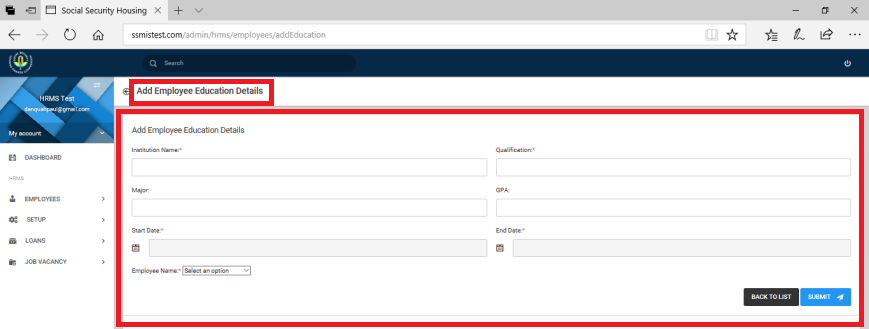 Social Security Housing
ssmistest.com/admin/hrms/employees/addEducation
Search
HRMS Test
danquahpaul@gmail.com
My account
DASHBOARD
HRMS
EMPLOYEES
SETUP
LOANS
JOB VACANCY
Add Employee Education Details
Add Employee Education Details
Institution Name:* Qualification:*
Major: GPA:
Start Date:* End Date:*
Employee Name:* Select an option
BACK TO LIST SUBMIT